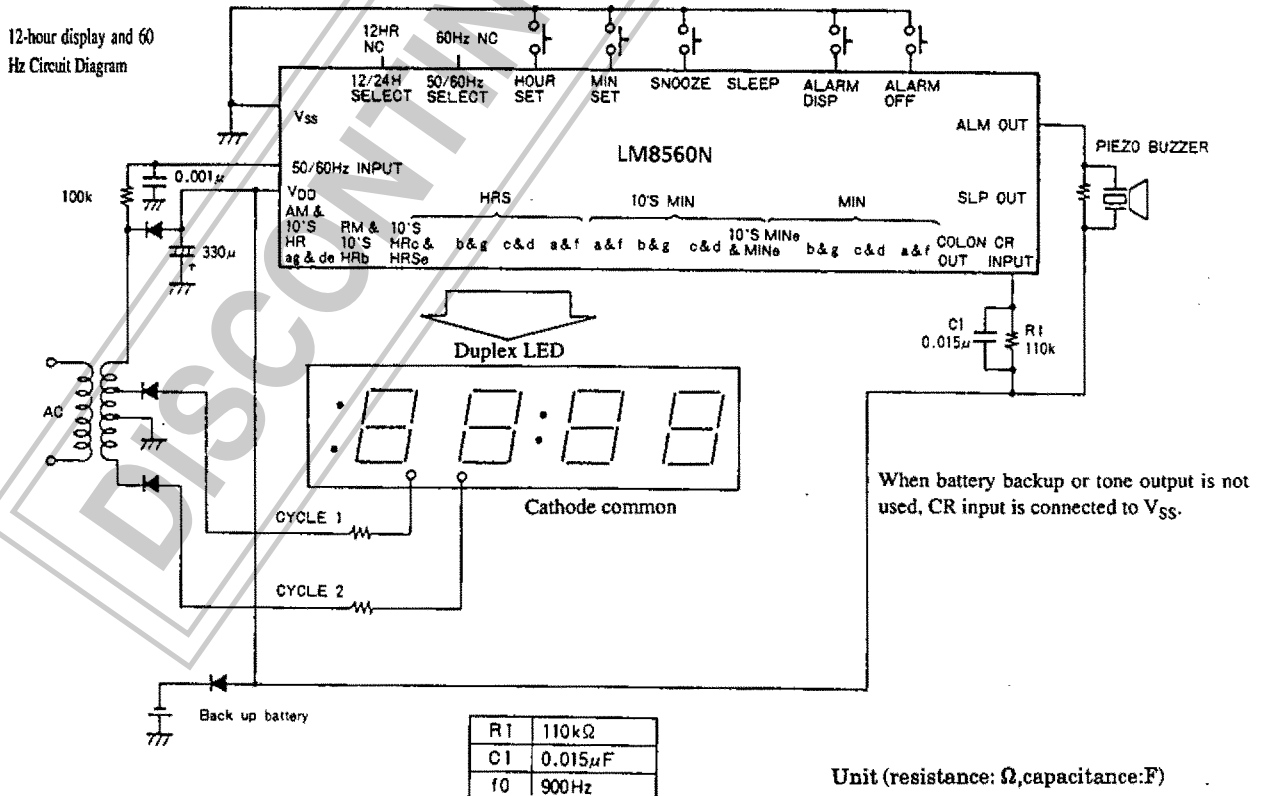 12-hour display and 60
Hz Circuit Diagram
12HR
NC
60Hz NC
12/24H
SELECT
50/60Hz
SELECT
HOUR
SET
MIN
SET
SNOOZE
SLEEP
ALARM
DISP
ALARM
OFF
VSS
ALM OUT
LM8560N
PIEZO BUZZER
50/60Hz INPUT
0.001μ
100k
VDD
SLP OUT
HRS
10'S MIN
MIN
AM &
10'S
HR
ag & de
RM &
10'S
HRb
10'S
HRc &
HRSe
b&g c&d a&f a&f b&g c&d
10'S MINe
& MINe
b&g c&d a&f
COLON
OUT
CR
INPUT
330μ
C1
0.015μ
R1
110k
Duplex LED
AC
Cathode common
When battery backup or tone output is not
used, CR input is connected to VSS.
CYCLE 1
CYCLE 2
Back up battery
R1 110kΩ
C1 0.015μF
f0 900Hz
Unit (resistance: Ω,capacitance:F)
DISCONTIN